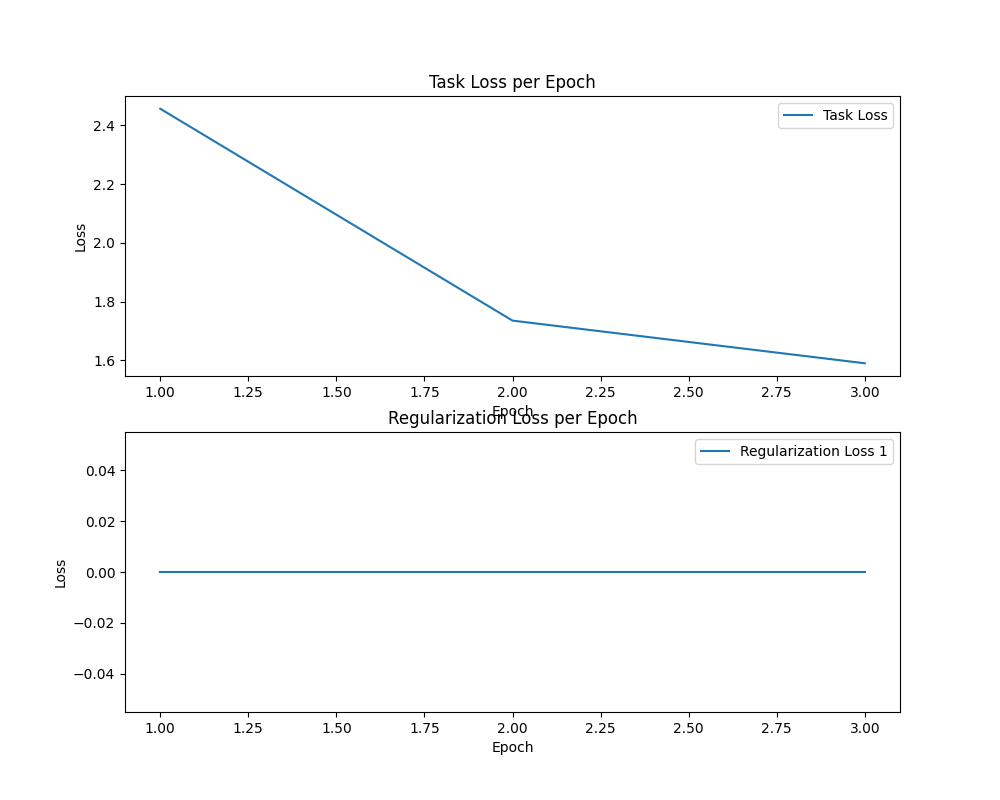 Task Loss per Epoch
Task Loss
Loss
2.4
2.2
2.0
1.8
1.6
1.00 1.25 1.50 1.75 2.00 2.25 2.50 2.75 3.00
Epoch
Regularization Loss per Epoch
Regularization Loss 1
Loss
0.04
0.02
0.00
−0.02
−0.04
1.00 1.25 1.50 1.75 2.00 2.25 2.50 2.75 3.00
Epoch